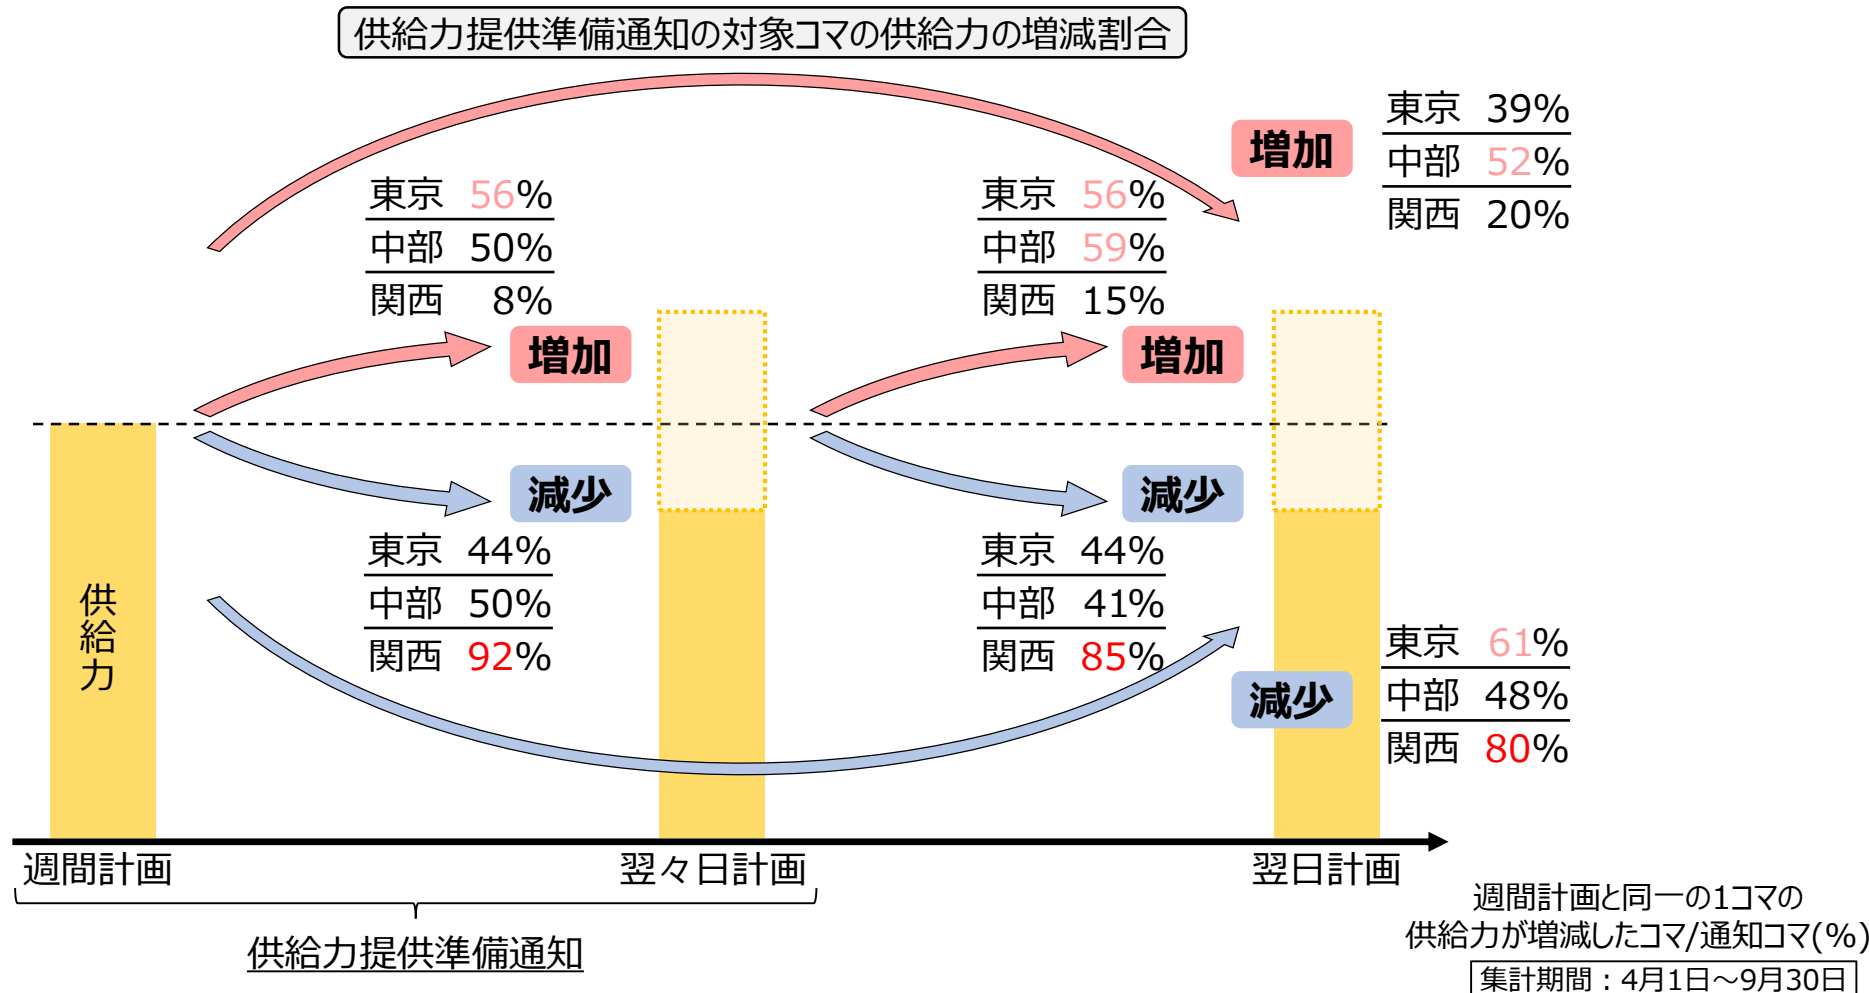 供給力提供準備通知の対象コマの供給力の増減割合
増加
東京 39%
中部 52%
関西 20%
東京 56%
中部 50%
関西 8%
増加
東京 56%
中部 59%
関西 15%
増加
減少
東京 44%
中部 50%
関西 92%
減少
東京 44%
中部 41%
関西 85%
減少
東京 61%
中部 48%
関西 80%
供給力
週間計画
翌々日計画
翌日計画
供給力提供準備通知
週間計画と同一の1コマの
供給力が増減したコマ/通知コマ(%)
集計期間：4月1日～9月30日